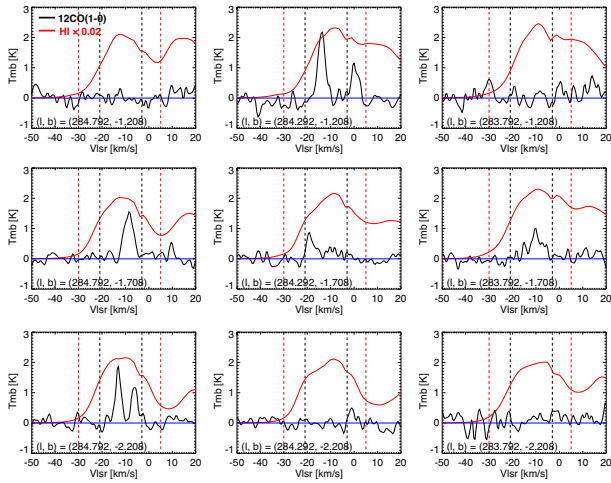 12CO(1-0)
HI × 0.02
3
2
1
0
-1
Tmb [K]
(l, b) = (284.792, -1.208)
-50 -40 -30 -20 -10 0 10 20
Vlsr [km/s]
3
2
1
0
-1
Tmb [K]
(l, b) = (284.292, -1.208)
-50 -40 -30 -20 -10 0 10 20
Vlsr [km/s]
3
2
1
0
-1
Tmb [K]
(l, b) = (283.792, -1.208)
-50 -40 -30 -20 -10 0 10 20
Vlsr [km/s]
3
2
1
0
-1
Tmb [K]
(l, b) = (284.792, -1.708)
-50 -40 -30 -20 -10 0 10 20
Vlsr [km/s]
3
2
1
0
-1
Tmb [K]
(l, b) = (284.292, -1.708)
-50 -40 -30 -20 -10 0 10 20
Vlsr [km/s]
3
2
1
0
-1
Tmb [K]
(l, b) = (283.792, -1.708)
-50 -40 -30 -20 -10 0 10 20
Vlsr [km/s]
3
2
1
0
-1
Tmb [K]
(l, b) = (284.792, -2.208)
-50 -40 -30 -20 -10 0 10 20
Vlsr [km/s]
3
2
1
0
-1
Tmb [K]
(l, b) = (284.292, -2.208)
-50 -40 -30 -20 -10 0 10 20
Vlsr [km/s]
3
2
1
0
-1
Tmb [K]
(l, b) = (283.792, -2.208)
-50 -40 -30 -20 -10 0 10 20
Vlsr [km/s]